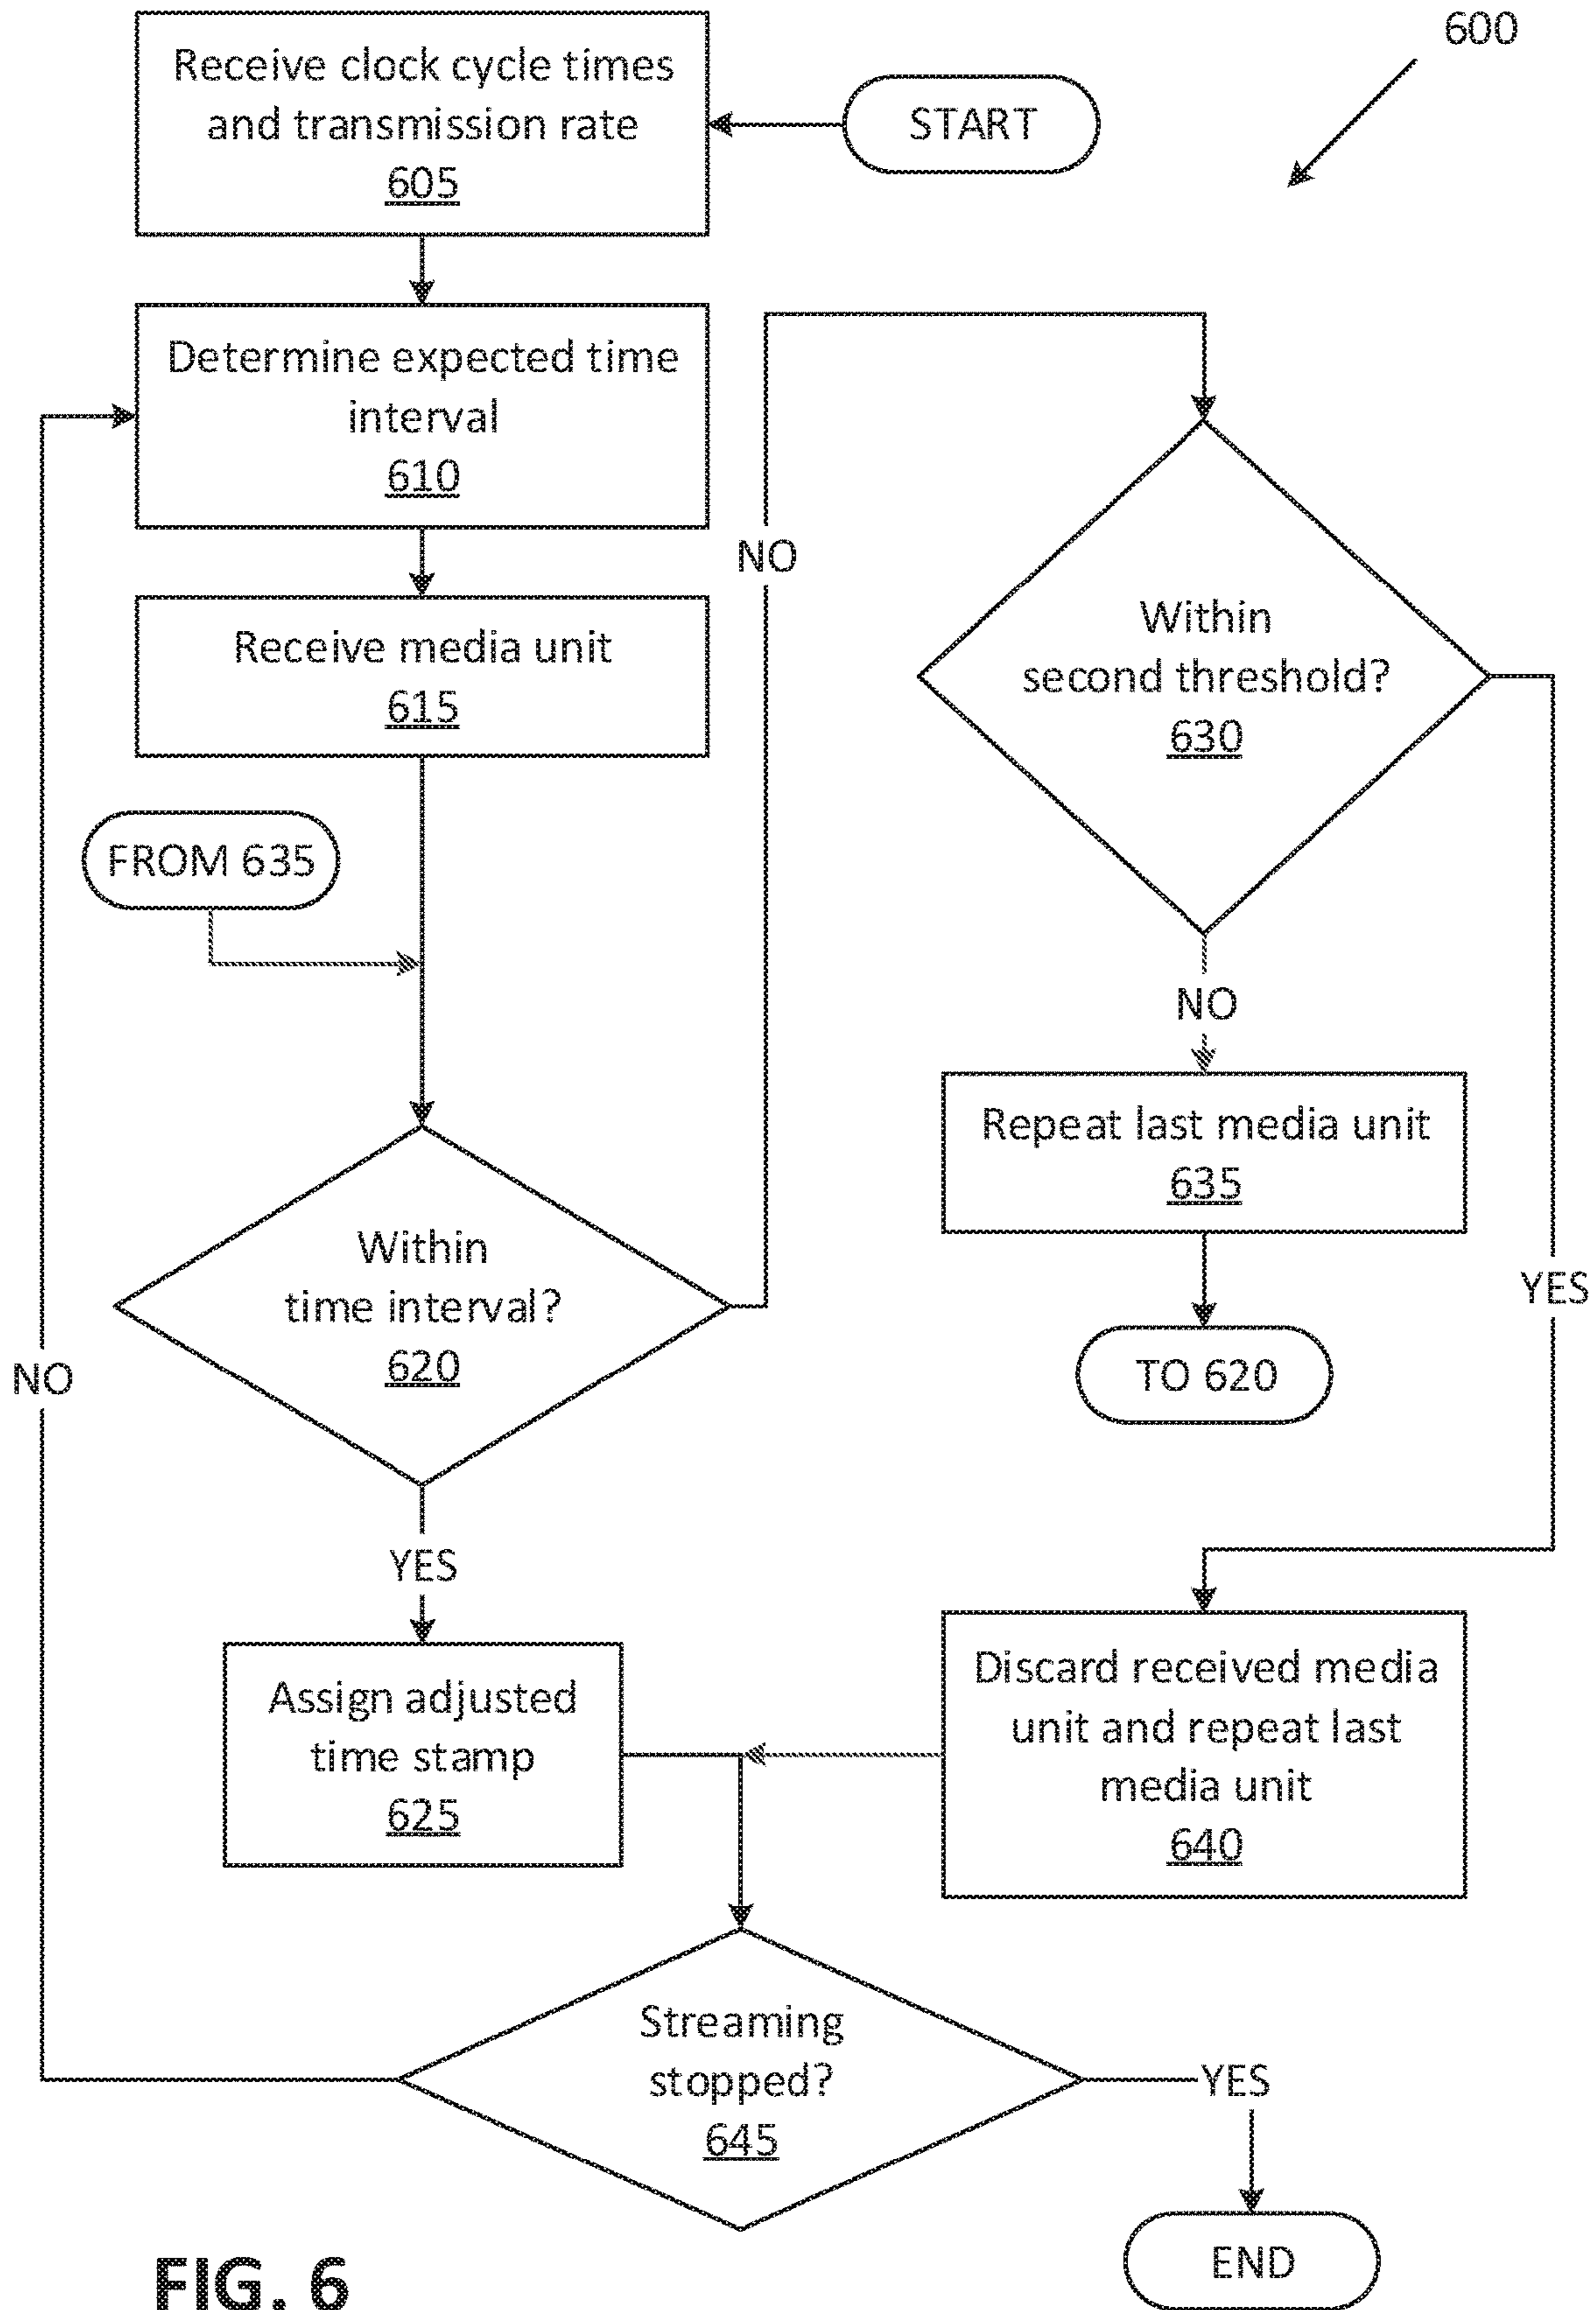 600
Receive clock cycle times
and transmission rate
605
START
Determine expected time
interval
610
NO
Receive media unit
615
Within
second threshold?
630
FROM 635
NO
Repeat last media unit
635
Within
time interval?
620
YES
NO
TO 620
YES
Assign adjusted
time stamp
625
Discard received media
unit and repeat last
media unit
640
Streaming
stopped?
645
YES
END
FIG. 6